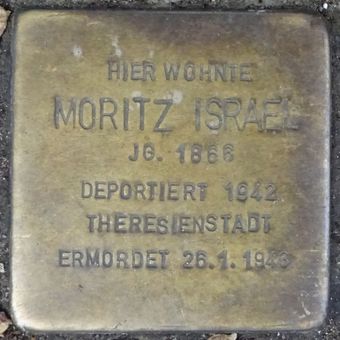 HIER WOHNTE
MORITZ ISRAEL
JG. 1866
DEPORTIERT 1942
THERESIENSTADT
ERMORDET 26.1.1943